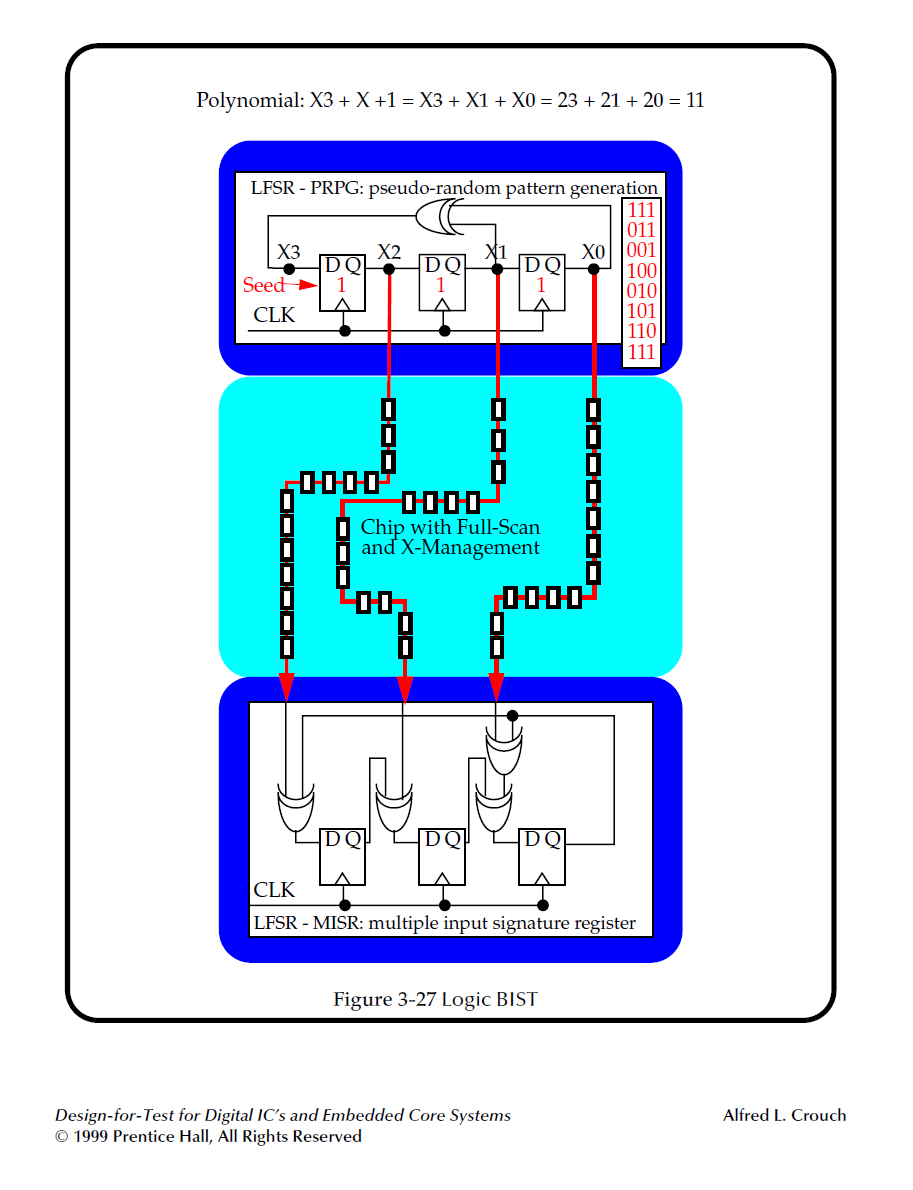 Polynomial: X3 + X +1 = X3 + X1 + X0 = 23 + 21 + 20 = 11
LFSR - PRPG: pseudo-random pattern generation
111
011
001
100
010
101
110
111
X3
X2
X1
X0
D Q
D Q
D Q
Seed
1
1
1
CLK
Chip with Full-Scan
and X-Management
D Q
D Q
D Q
CLK
LFSR - MISR: multiple input signature register
Figure 3-27 Logic BIST
Design-for-Test for Digital IC's and Embedded Core Systems
Alfred L. Crouch
© 1999 Prentice Hall, All Rights Reserved